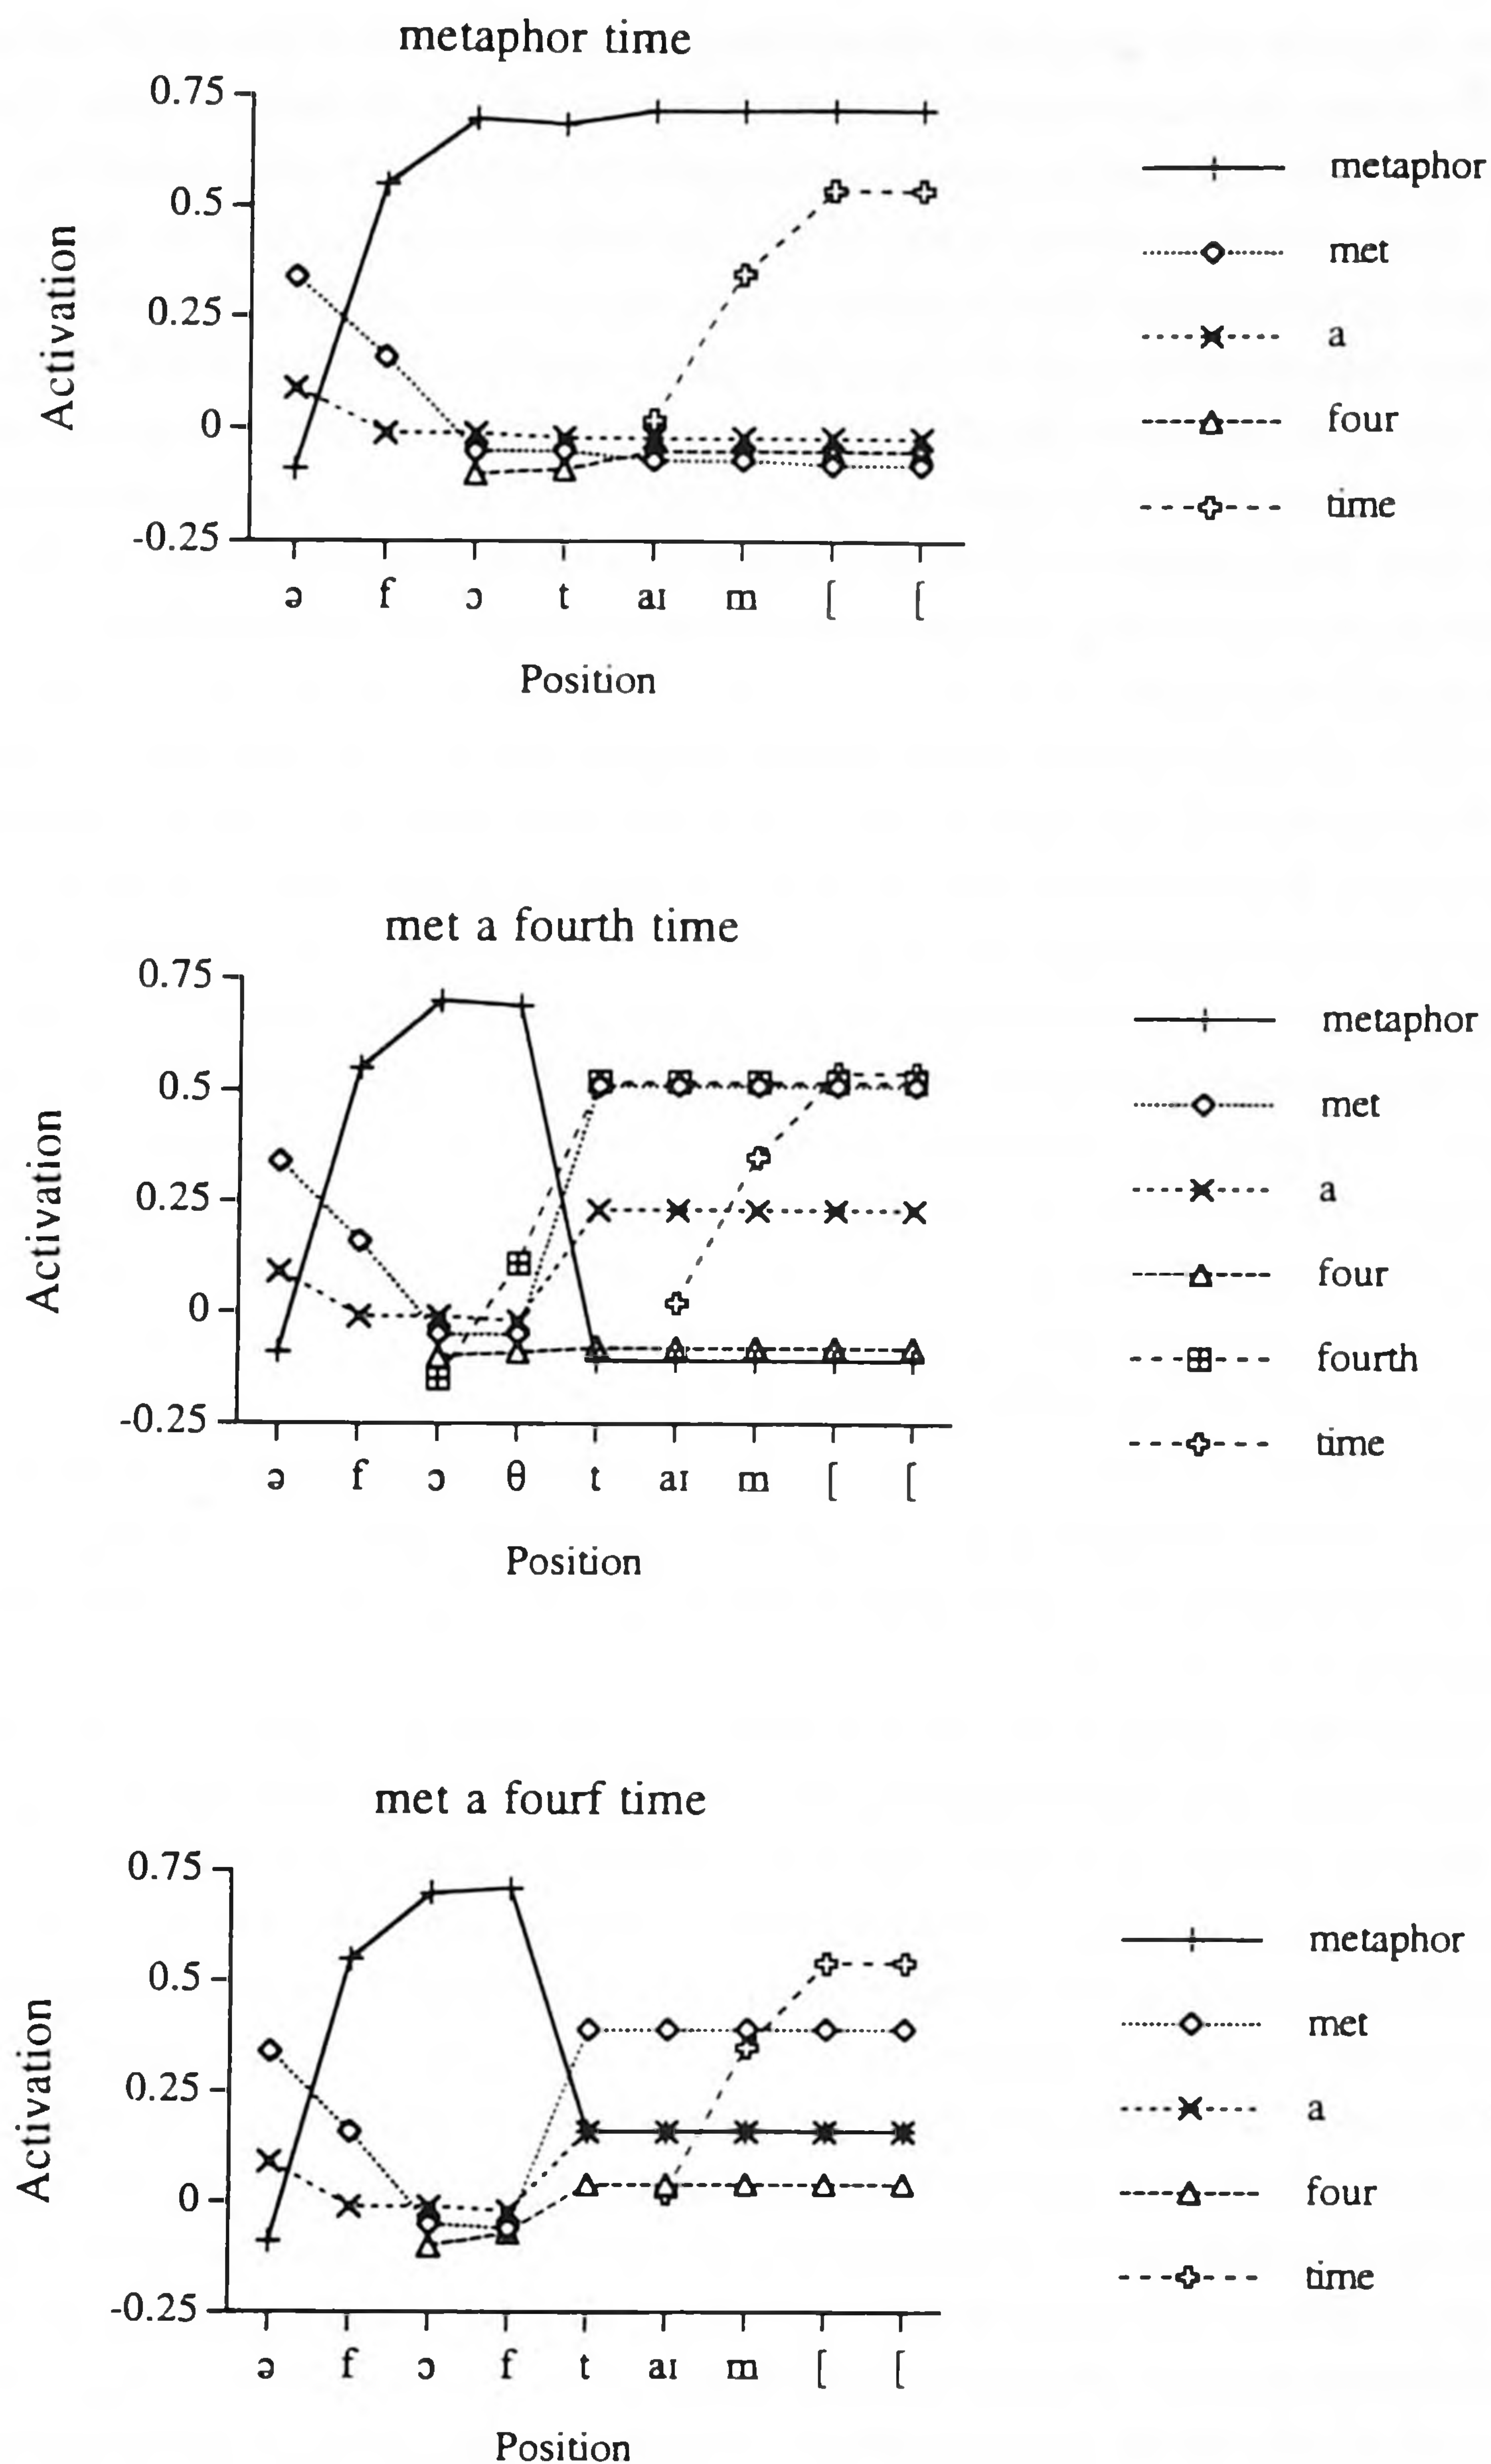 metaphor time
0.75
0.5
0.25
0
-0.25
Activation
ə f ɔ t aɪ m [ [
Position
metaphor
met
a
four
time
met a fourth time
0.75
0.5
0.25
0
-0.25
Activation
ə f ɔ θ t aɪ m [ [
Position
metaphor
met
a
four
fourth
time
met a fourf time
0.75
0.5
0.25
0
-0.25
Activation
ə f ɔ f t aɪ m [ [
Position
metaphor
met
a
four
time